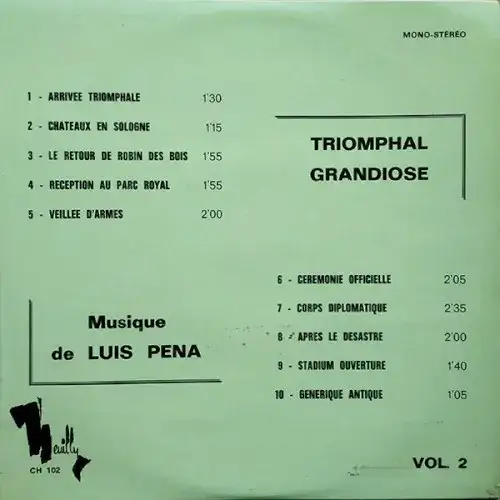 MONO-STÉRÉO
1 - ARRIVEE TRIOMPHALE 1'30
2 - CHATEAUX EN SOLOGNE 1'15
3 - LE RETOUR DE ROBIN DES BOIS 1'55
4 - RECEPTION AU PARC ROYAL 1'55
5 - VEILLEE D'ARMES 2'00
TRIOMPHAL
GRANDIOSE
6 - CEREMONIE OFFICIELLE 2'05
7 - CORPS DIPLOMATIQUE 2'35
8 - APRES LE DESASTRE 2'00
9 - STADIUM OUVERTURE 1'40
10 - GENERIQUE ANTIQUE 1'05
Musique
de LUIS PENA
Neuilly
CH 102
VOL. 2